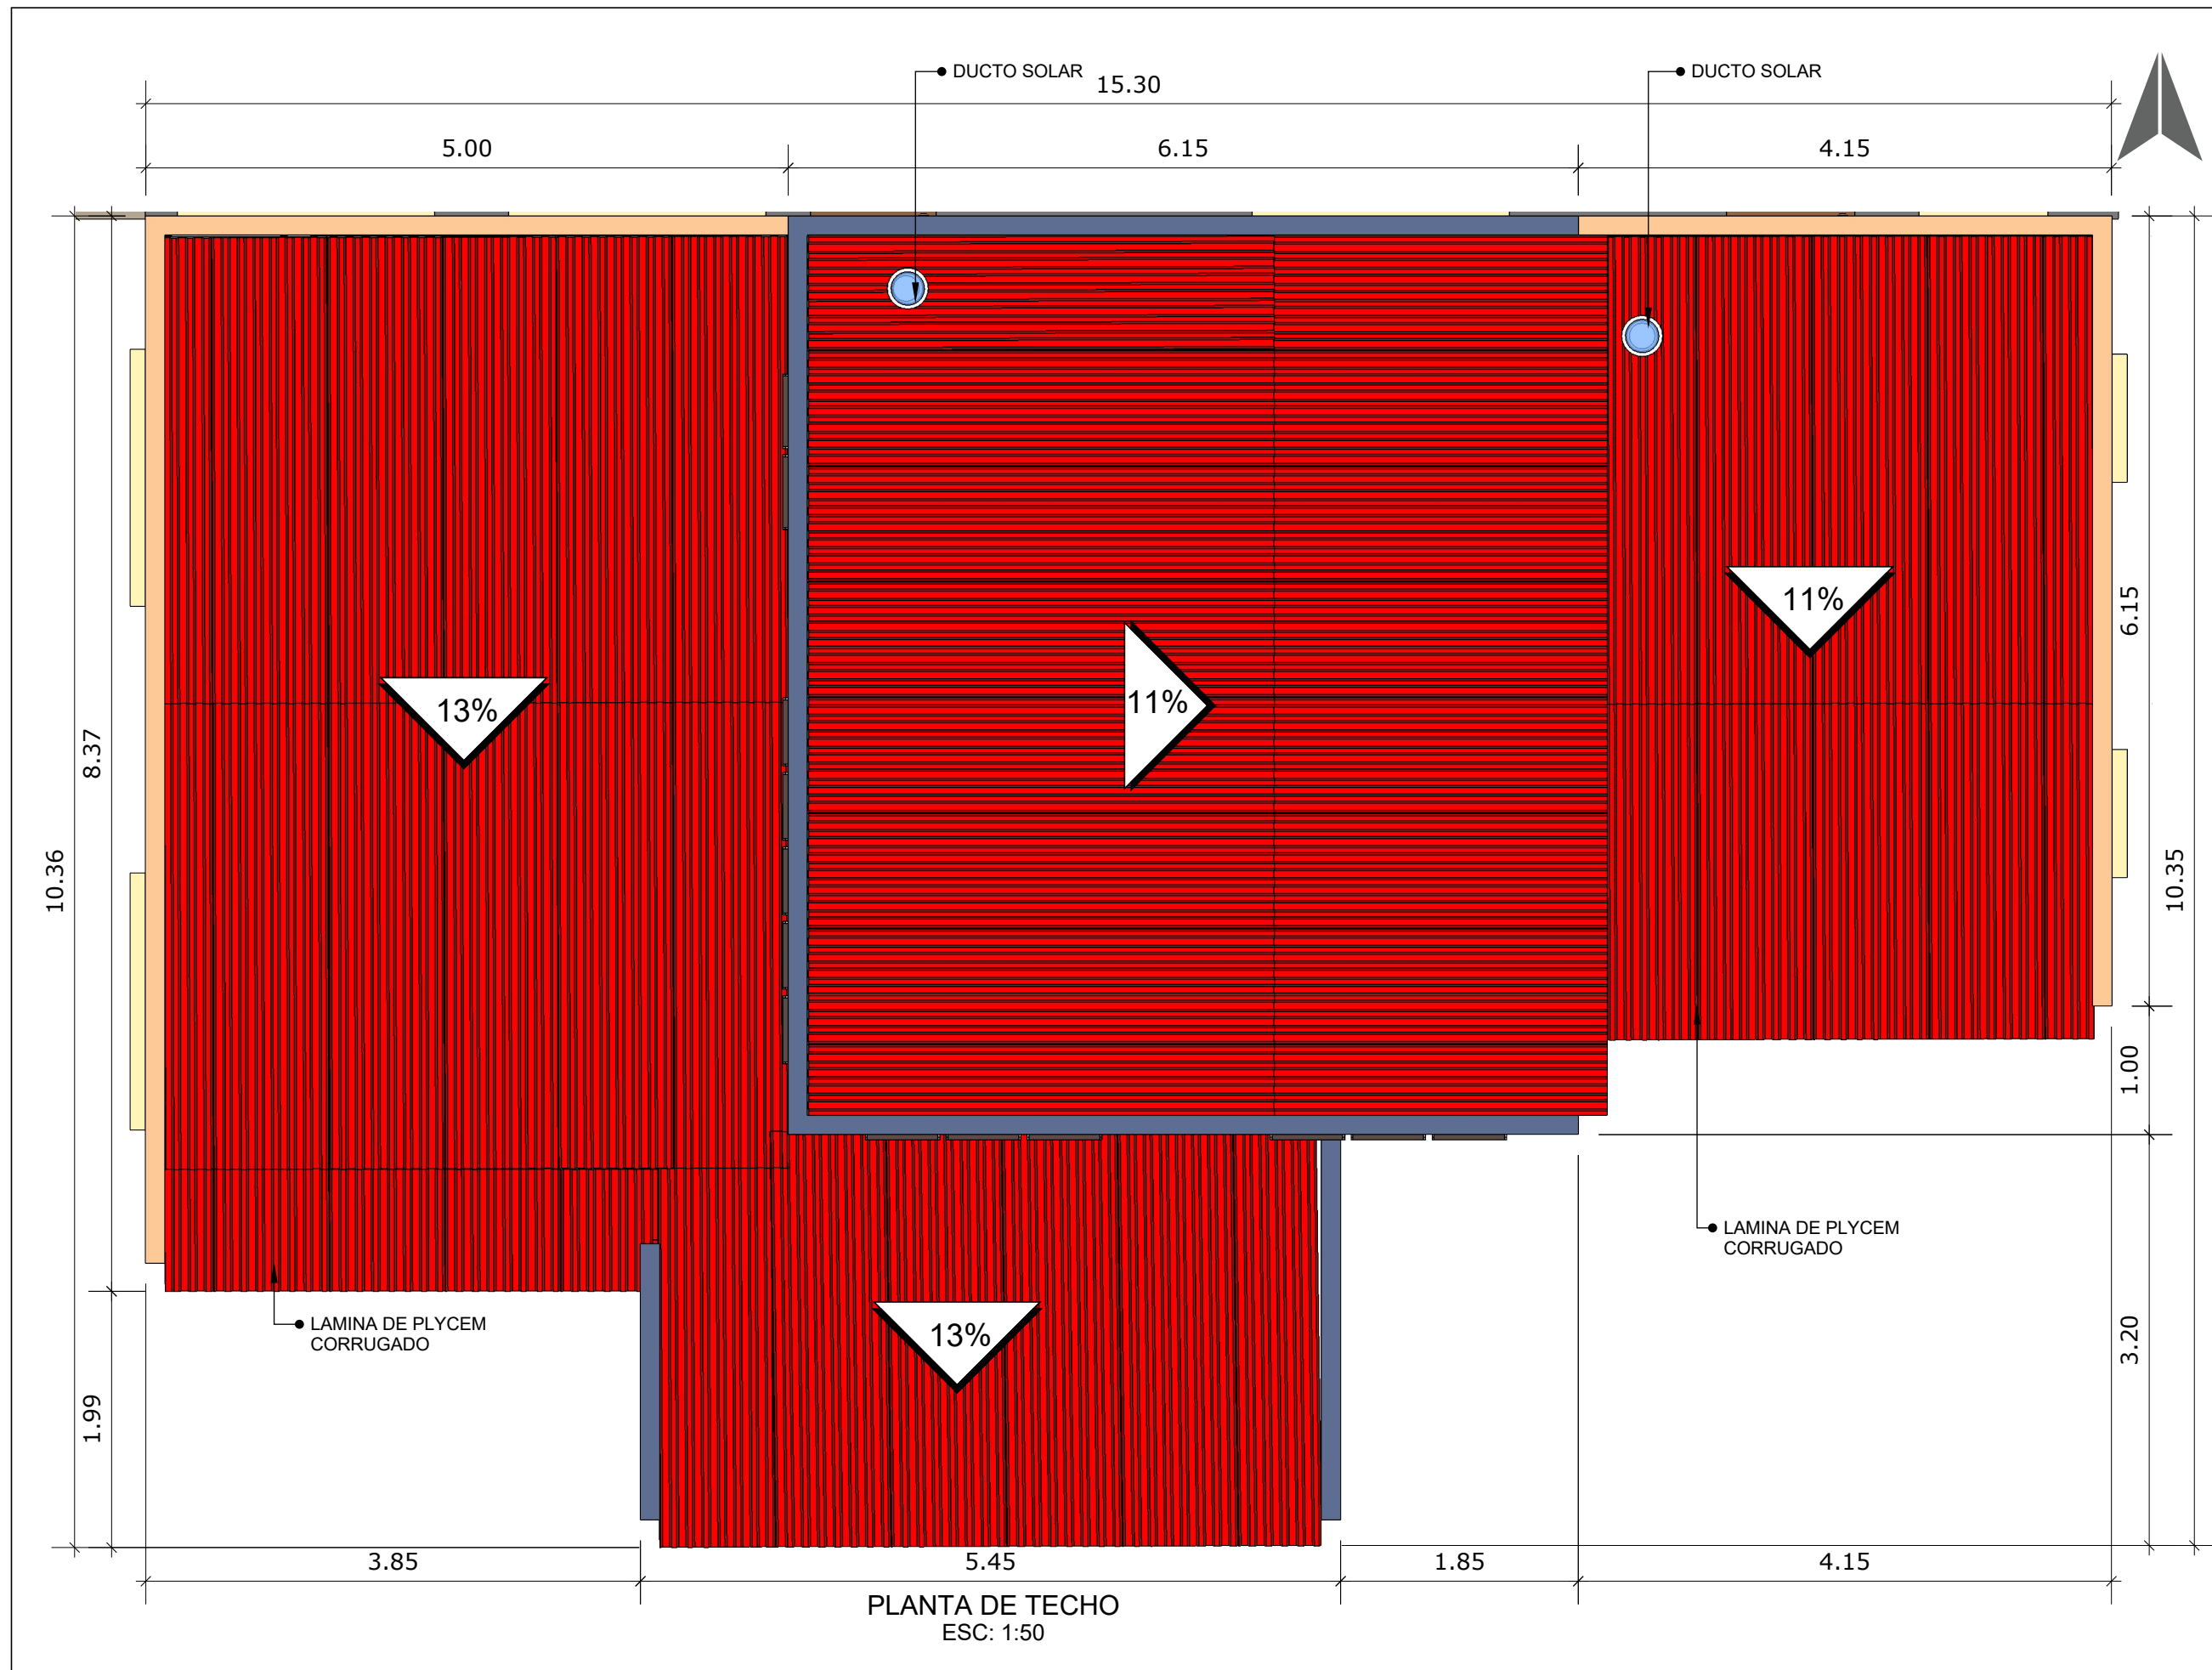 DUCTO SOLAR
DUCTO SOLAR
15.30
5.00
6.15
4.15
11%
6.15
13%
11%
8.37
10.36
10.35
1.00
LAMINA DE PLYCEM
CORRUGADO
LAMINA DE PLYCEM
CORRUGADO
13%
3.20
1.99
3.85
5.45
1.85
4.15
PLANTA DE TECHO
ESC: 1:50